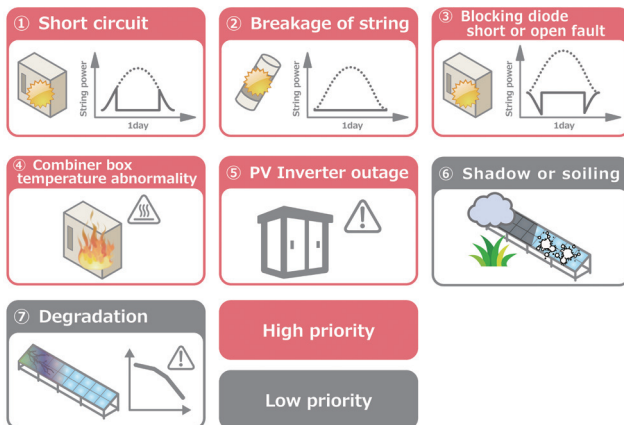 ① Short circuit
String power
1day
② Breakage of string
String power
1day
③ Blocking diode
short or open fault
String power
1day
④ Combiner box
temperature abnormality
⑤ PV Inverter outage
⑥ Shadow or soiling
⑦ Degradation
High priority
Low priority